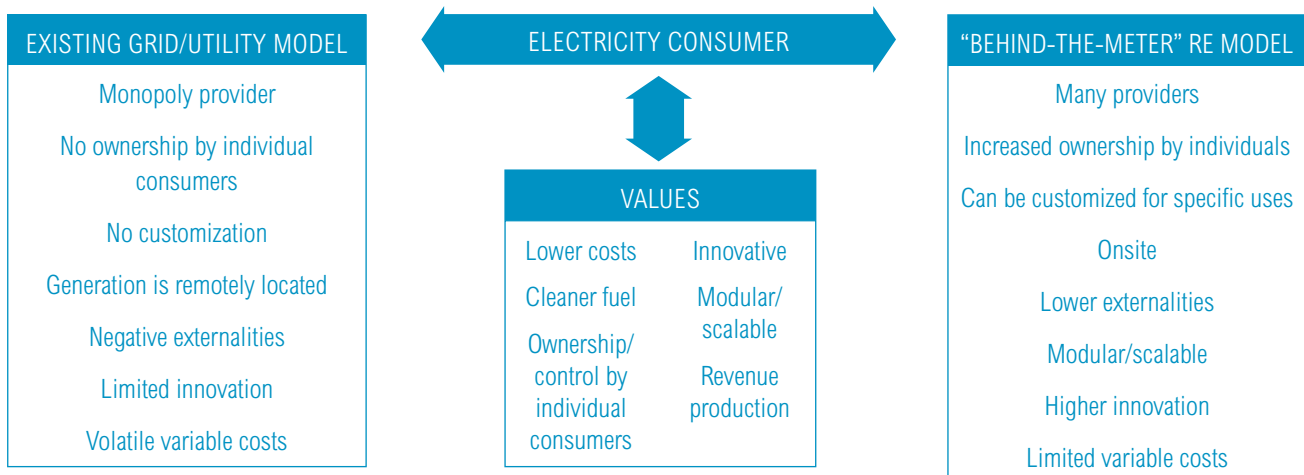 EXISTING GRID/UTILITY MODEL
Monopoly provider
No ownership by individual
consumers
No customization
Generation is remotely located
Negative externalities
Limited innovation
Volatile variable costs
ELECTRICITY CONSUMER
VALUES
Lower costs
Cleaner fuel
Ownership/
control by
individual
consumers
Innovative
Modular/
scalable
Revenue
production
“BEHIND-THE-METER” RE MODEL
Many providers
Increased ownership by individuals
Can be customized for specific uses
Onsite
Lower externalities
Modular/scalable
Higher innovation
Limited variable costs